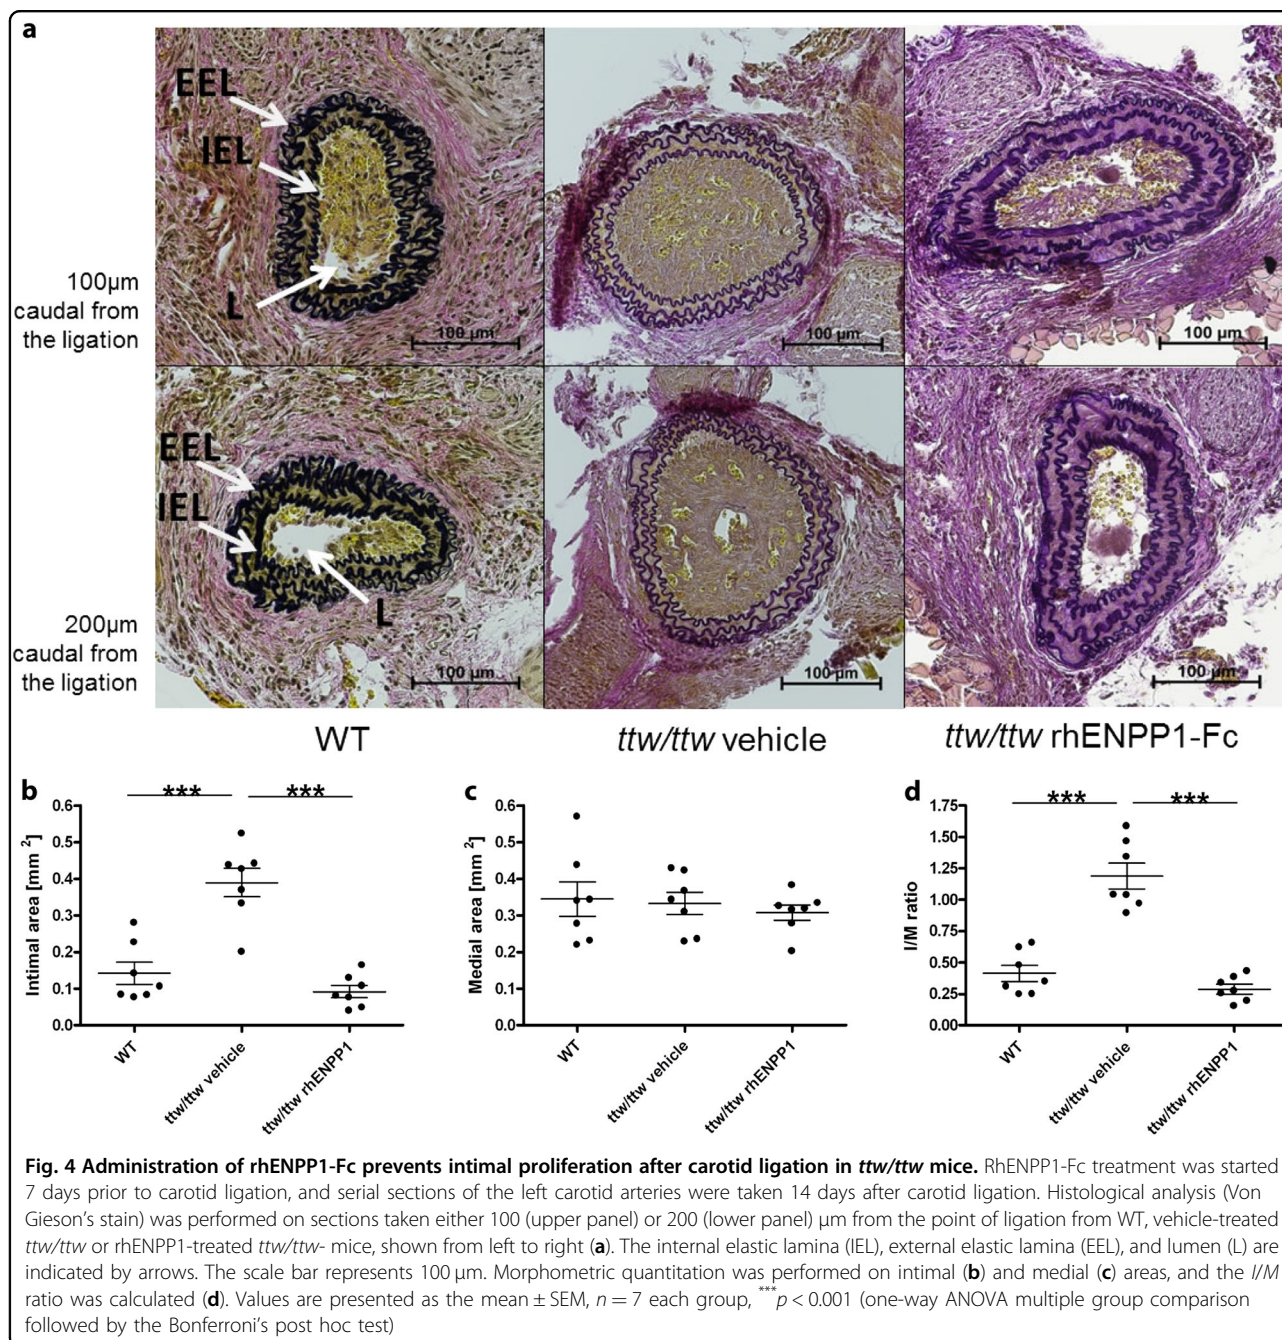 a
EEL
IEL
L
100 µm
100 µm
100 µm
100µm
caudal from
the ligation
EEL
IEL
L
100 µm
100 µm
100 µm
200µm
caudal from
the ligation
WT
ttw/ttw vehicle
ttw/ttw rhENPP1-Fc
b
***
***
Intimal area [mm²]
0.6
0.5
0.4
0.3
0.2
0.1
0.0
WT
ttw/ttw vehicle
ttw/ttw rhENPP1
c
Medial area [mm²]
0.6
0.5
0.4
0.3
0.2
0.1
0.0
WT
ttw/ttw vehicle
ttw/ttw rhENPP1
d
***
***
I/M ratio
1.75
1.50
1.25
1.00
0.75
0.50
0.25
0.00
WT
ttw/ttw vehicle
ttw/ttw rhENPP1
Fig. 4 Administration of rhENPP1-Fc prevents intimal proliferation after carotid ligation in ttw/ttw mice. RhENPP1-Fc treatment was started
7 days prior to carotid ligation, and serial sections of the left carotid arteries were taken 14 days after carotid ligation. Histological analysis (Von
Gieson's stain) was performed on sections taken either 100 (upper panel) or 200 (lower panel) µm from the point of ligation from WT, vehicle-treated
ttw/ttw or rhENPP1-treated ttw/ttw- mice, shown from left to right (a). The internal elastic lamina (IEL), external elastic lamina (EEL), and lumen (L) are
indicated by arrows. The scale bar represents 100 µm. Morphometric quantitation was performed on intimal (b) and medial (c) areas, and the I/M
ratio was calculated (d). Values are presented as the mean ± SEM, n = 7 each group, ***p < 0.001 (one-way ANOVA multiple group comparison
followed by the Bonferroni's post hoc test)